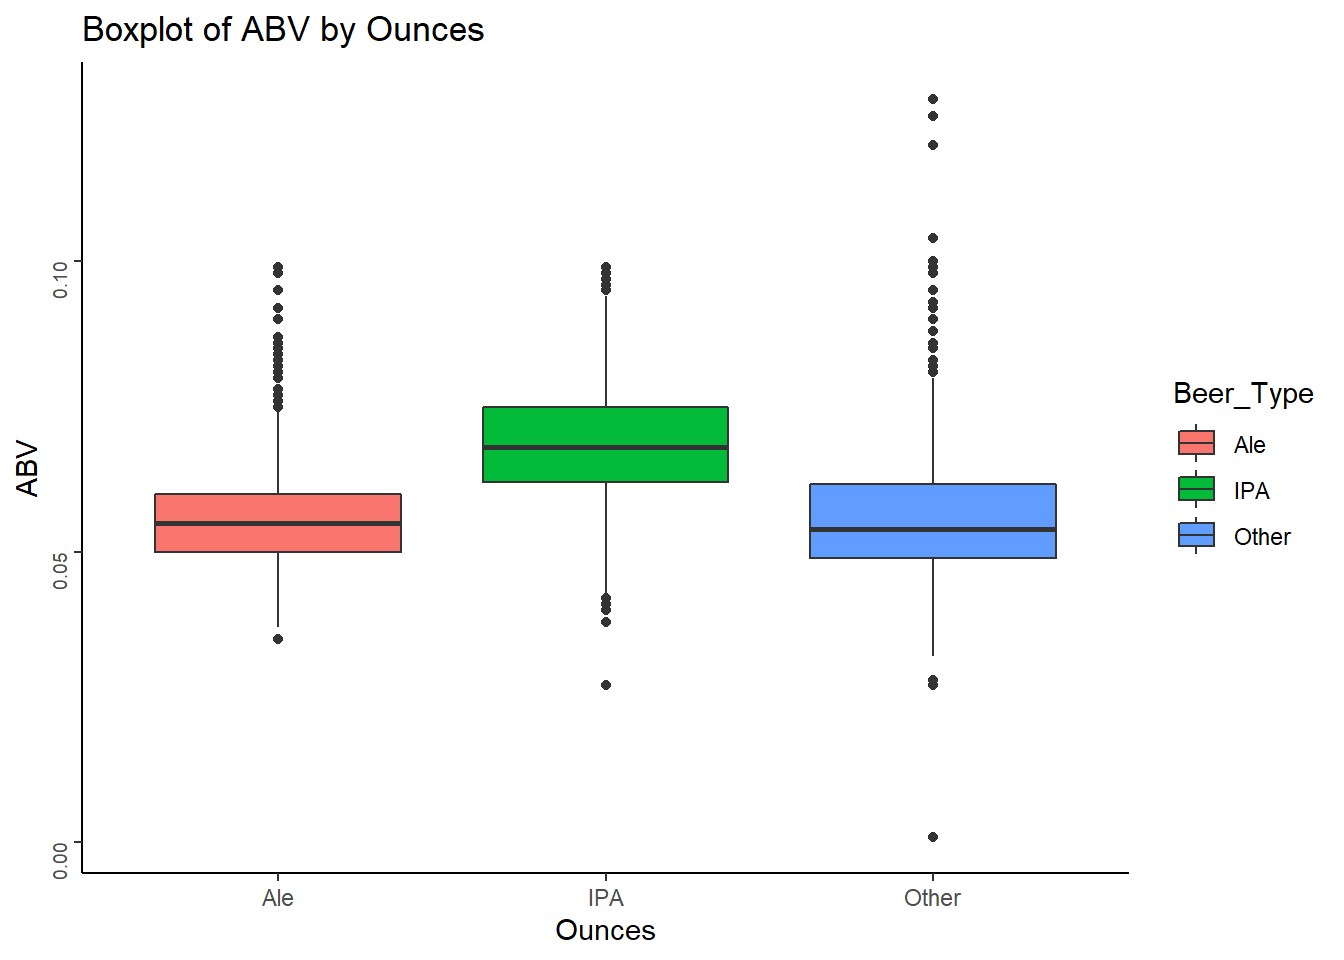 Boxplot of ABV by Ounces
ABV
0.10
0.05
0.00
Ale IPA Other
Ounces
Beer_Type
Ale
IPA
Other